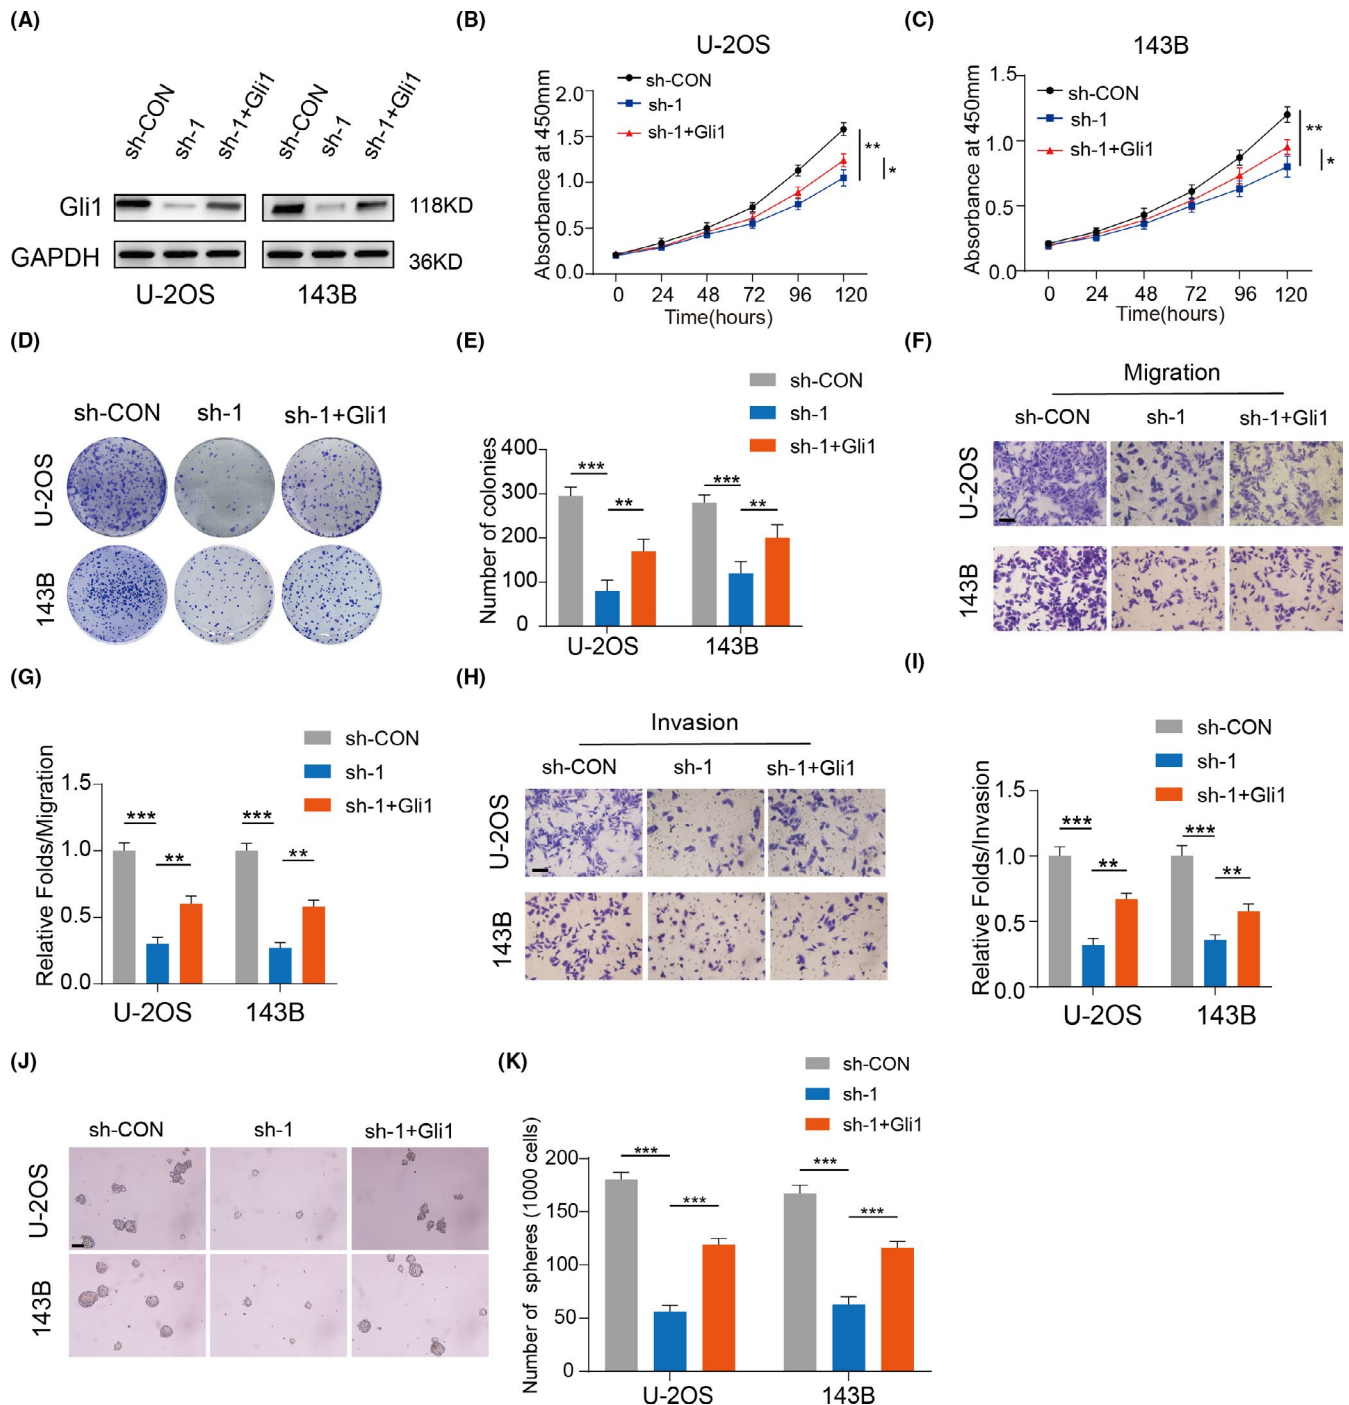 (A)
sh-CON sh-1 sh-1+Gli1 sh-CON sh-1 sh-1+Gli1
Gli1 118KD
GAPDH 36KD
U-2OS 143B
(B)
U-2OS
Absorbance at 450mm
sh-CON
sh-1
sh-1+Gli1
2.0
1.5
1.0
0.5
0.0
**
*
0 24 48 72 96 120
Time(hours)
(C)
143B
Absorbance at 450mm
sh-CON
sh-1
sh-1+Gli1
1.5
1.0
0.5
0.0
**
*
0 24 48 72 96 120
Time(hours)
(D)
sh-CON sh-1 sh-1+Gli1
U-2OS
143B
(E)
sh-CON
sh-1
sh-1+Gli1
Number of colonies
400
300
200
100
0
*** ** *** **
U-2OS 143B
(F)
Migration
sh-CON sh-1 sh-1+Gli1
U-2OS
143B
(G)
sh-CON
sh-1
sh-1+Gli1
Relative Folds/Migration
1.5
1.0
0.5
0.0
*** ** *** **
U-2OS 143B
(H)
Invasion
sh-CON sh-1 sh-1+Gli1
U-2OS
143B
(I)
sh-CON
sh-1
sh-1+Gli1
Relative Folds/Invasion
1.5
1.0
0.5
0.0
*** ** *** **
U-2OS 143B
(J)
sh-CON sh-1 sh-1+Gli1
U-2OS
143B
(K)
sh-CON
sh-1
sh-1+Gli1
Number of spheres (1000 cells)
200
150
100
50
0
*** *** *** ***
U-2OS 143B